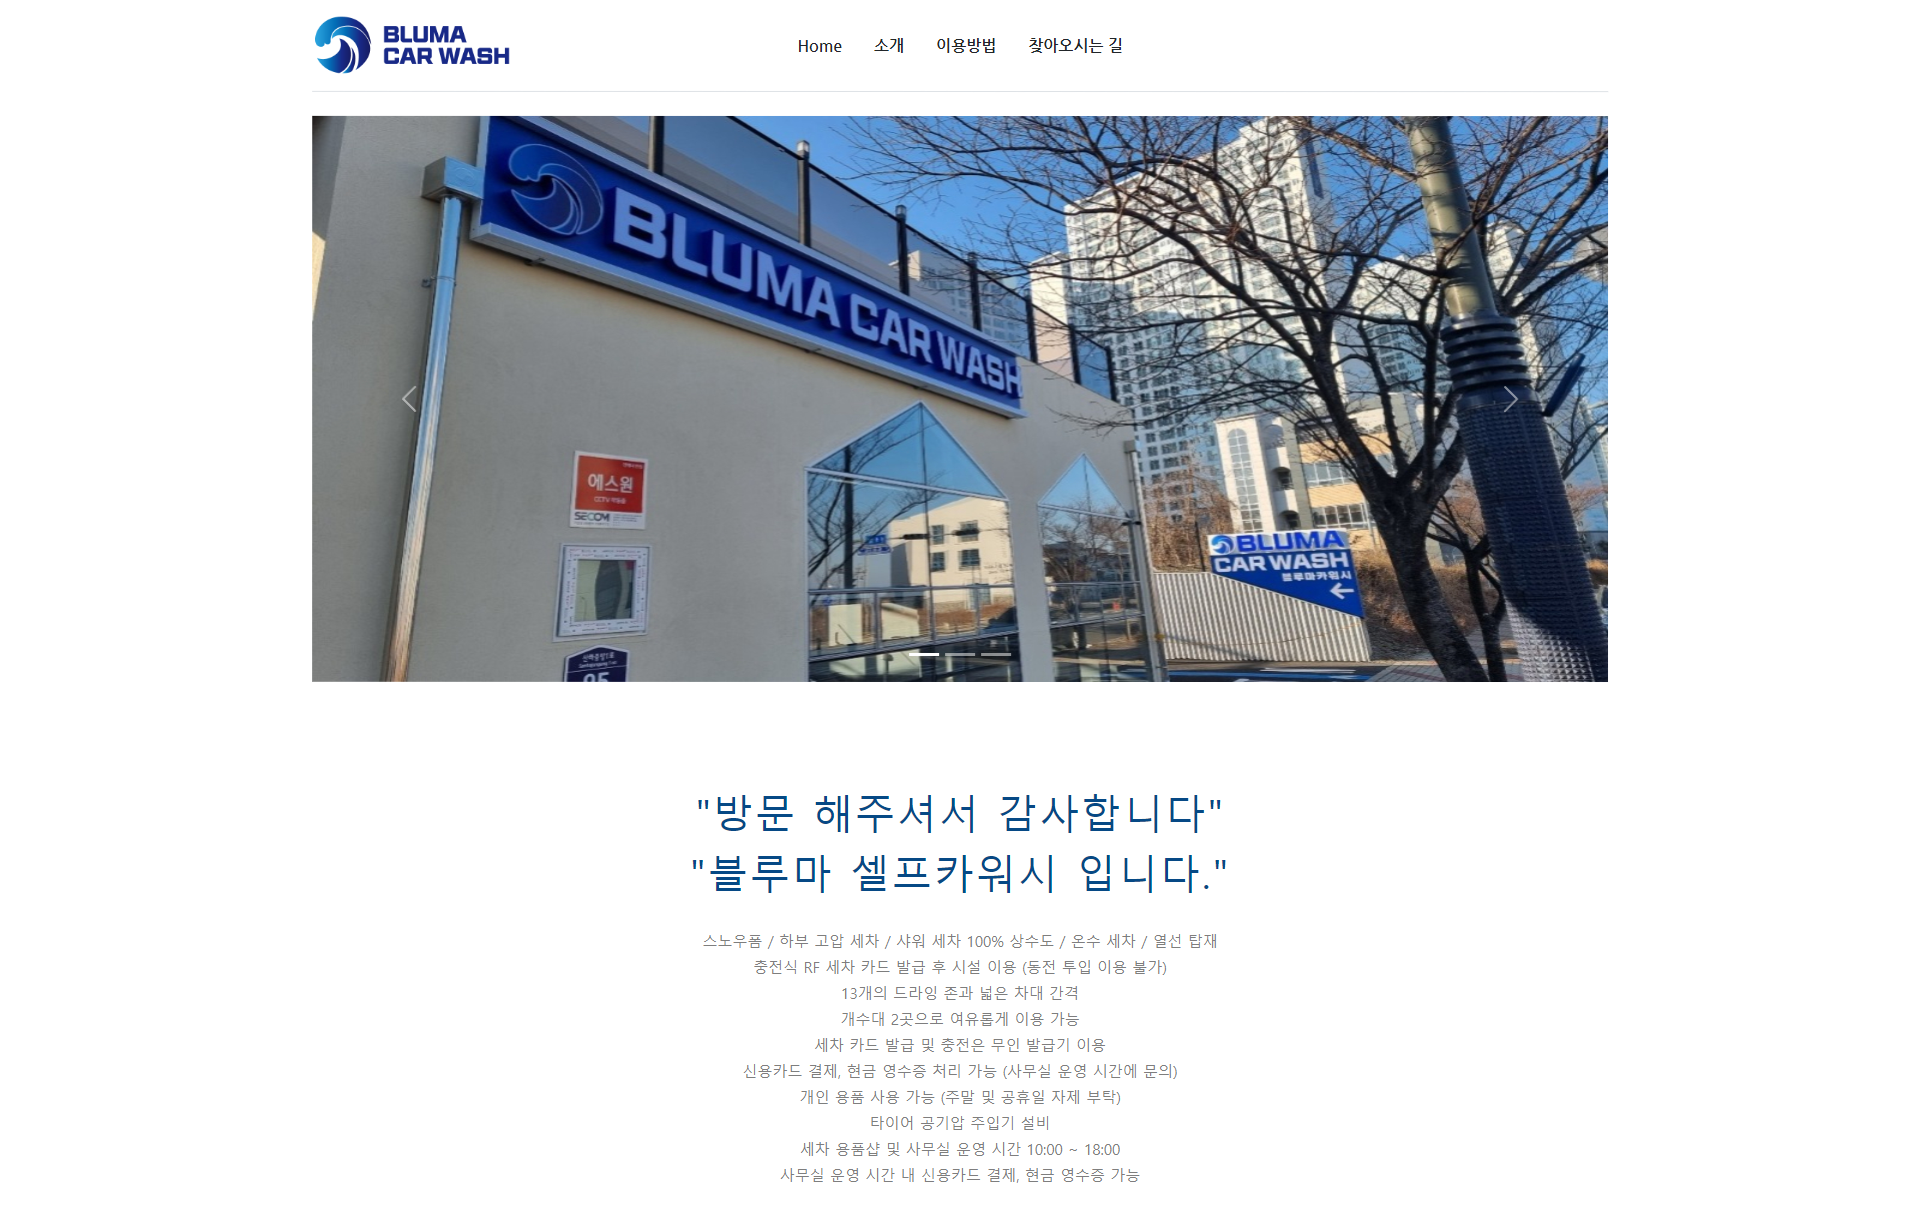 BLUMA
CAR WASH
Home
소개
이용방법
찾아오시는 길
BLUMA CAR WASH
에스원
SECOM
BLUMA
CAR WASH
블루마카워시
"방문 해주셔서 감사합니다"
"블루마 셀프카워시 입니다."
스노우폼 / 하부 고압 세차 / 샤워 세차 100% 상수도 / 온수 세차 / 열선 탑재
충전식 RF 세차 카드 발급 후 시설 이용 (동전 투입 이용 불가)
13개의 드라잉 존과 넓은 차대 간격
개수대 2곳으로 여유롭게 이용 가능
세차 카드 발급 및 충전은 무인 발급기 이용
신용카드 결제, 현금 영수증 처리 가능 (사무실 운영 시간에 문의)
개인 용품 사용 가능 (주말 및 공휴일 자제 부탁)
타이어 공기압 주입기 설비
세차 용품샵 및 사무실 운영 시간 10:00 ~ 18:00
사무실 운영 시간 내 신용카드 결제, 현금 영수증 가능